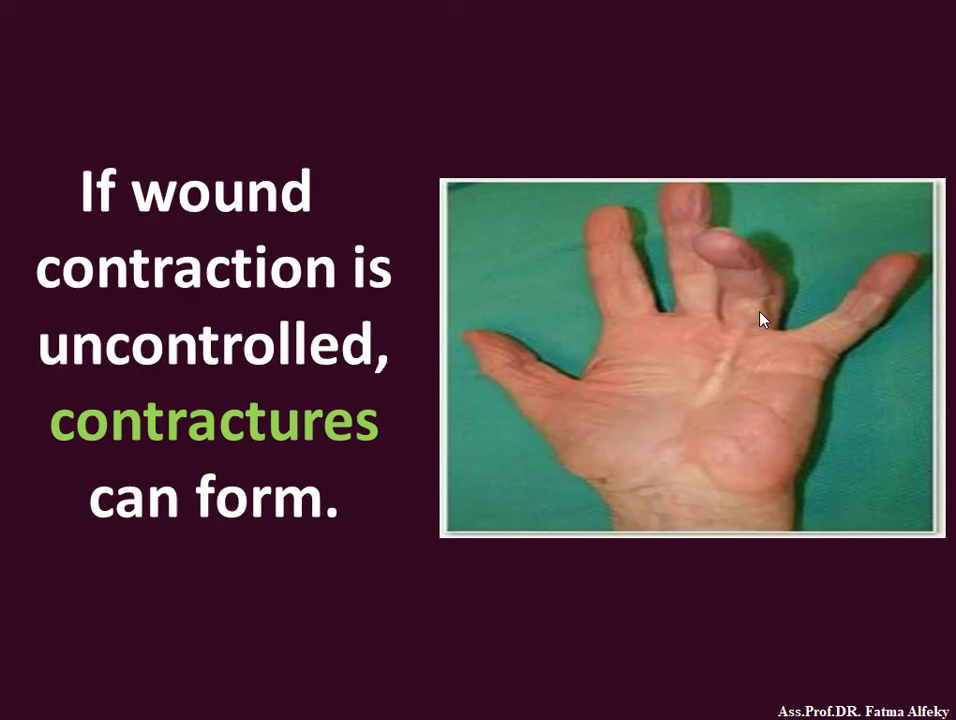 If wound
contraction is
uncontrolled,
contractures
can form.
Ass.Prof.DR. Fatma Alfeky